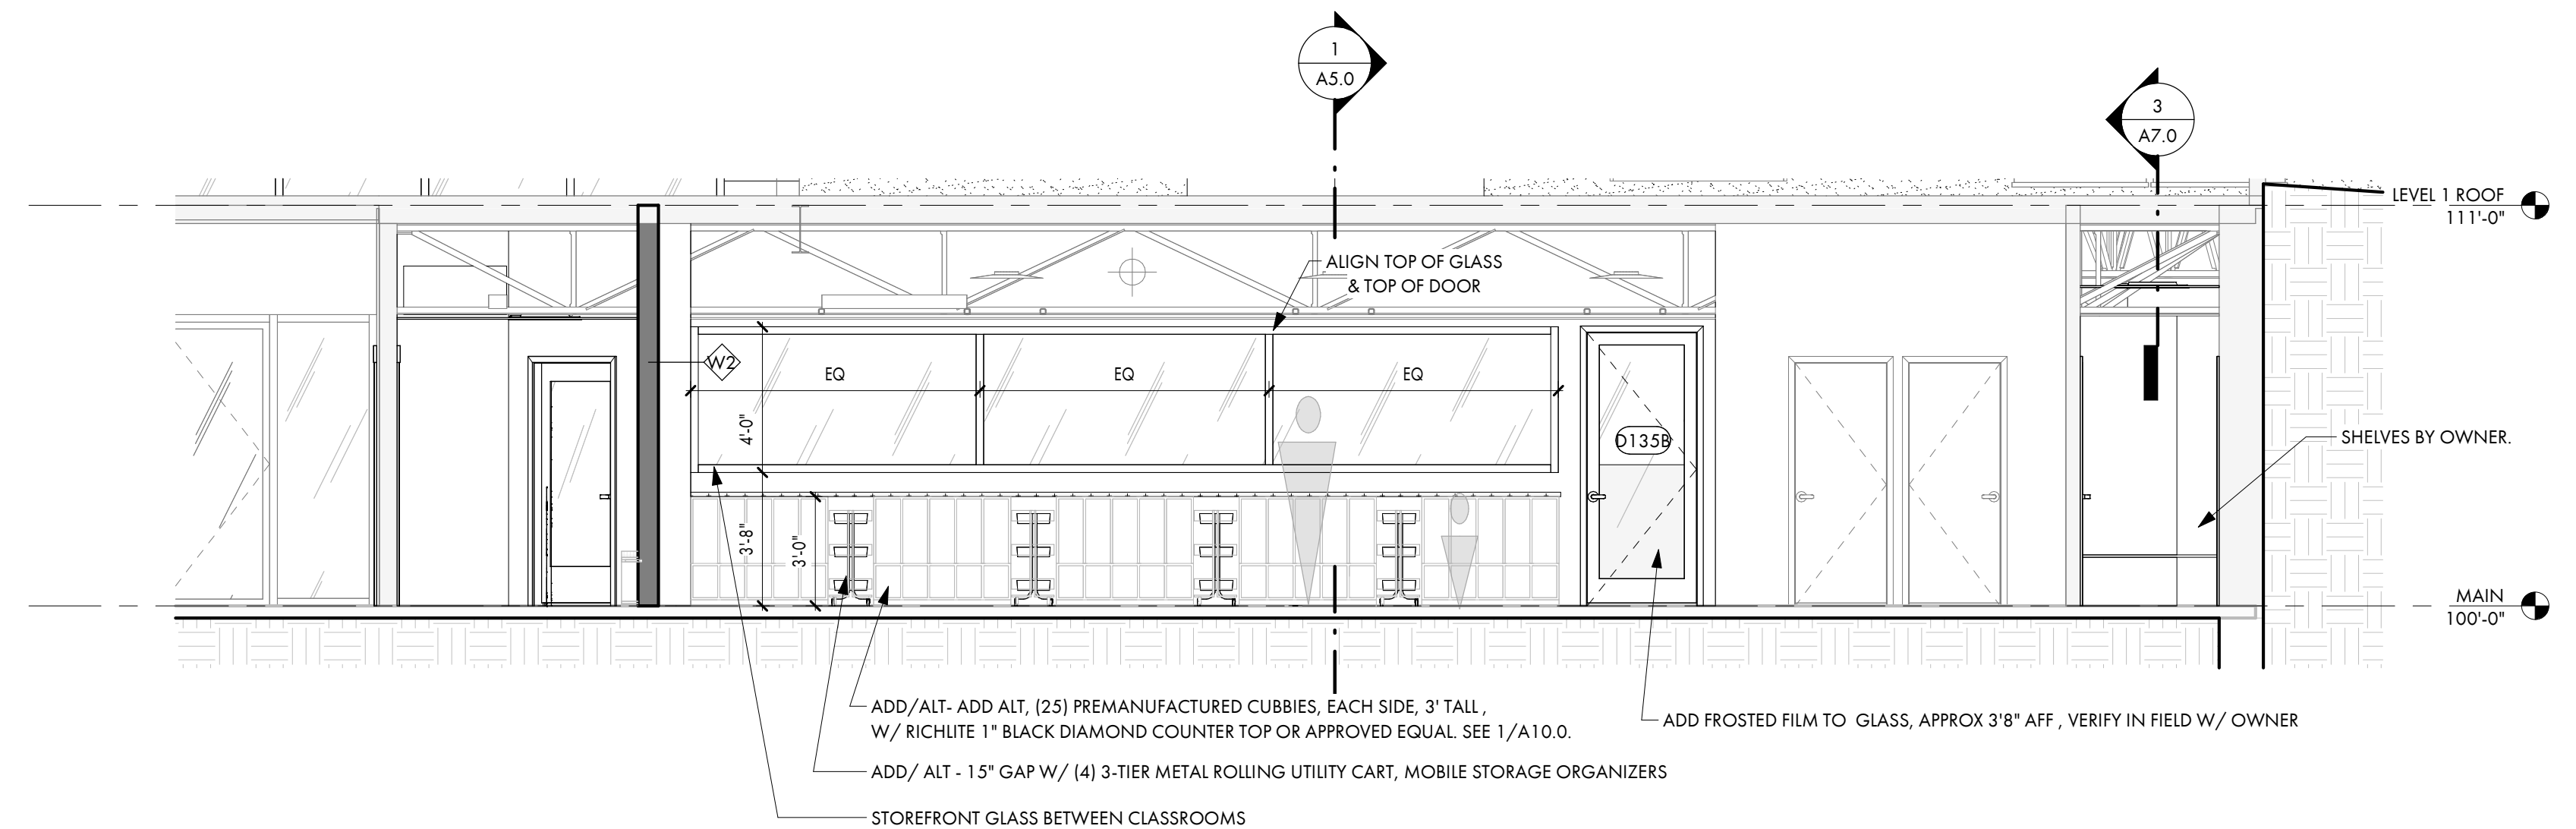 1
A5.0
3
A7.0
LEVEL 1 ROOF
111'-0"
ALIGN TOP OF GLASS
& TOP OF DOOR
W2
EQ
EQ
EQ
4'-0"
D135B
SHELVES BY OWNER.
3'-8"
3'-0"
MAIN
100'-0"
ADD/ALT- ADD ALT, (25) PREMANUFACTURED CUBBIES, EACH SIDE, 3' TALL ,
W/ RICHLITE 1" BLACK DIAMOND COUNTER TOP OR APPROVED EQUAL. SEE 1/A10.0.
ADD FROSTED FILM TO  GLASS, APPROX 3'8" AFF , VERIFY IN FIELD W/ OWNER
ADD/ ALT - 15" GAP W/ (4) 3-TIER METAL ROLLING UTILITY CART, MOBILE STORAGE ORGANIZERS
STOREFRONT GLASS BETWEEN CLASSROOMS